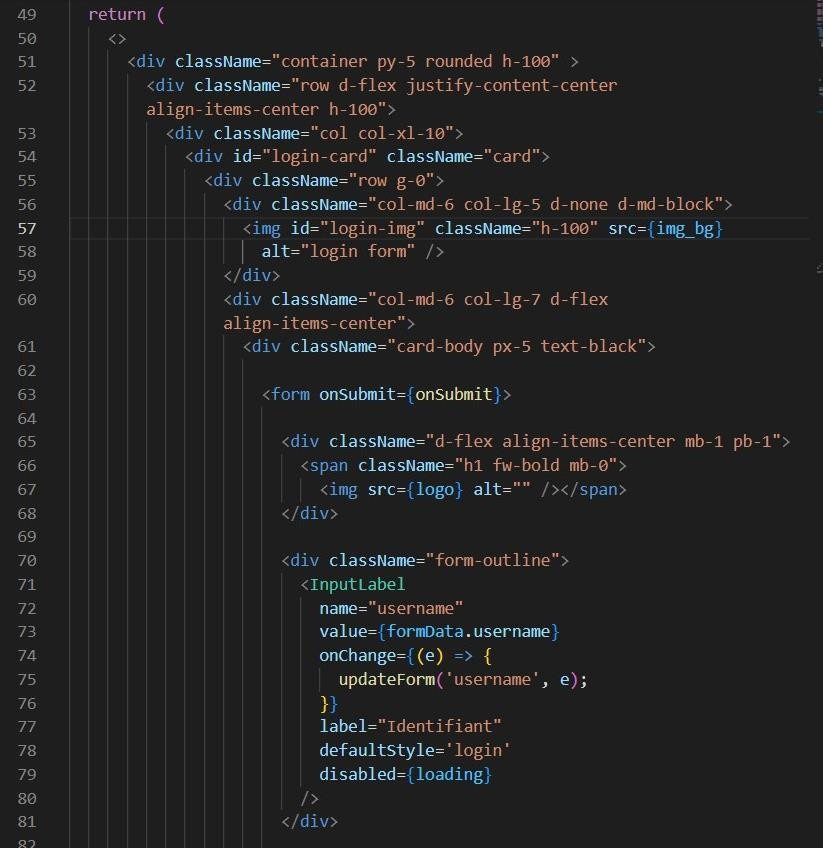 49 return (
50 <>
51 <div className="container py-5 rounded h-100" >
52 <div className="row d-flex justify-content-center
align-items-center h-100">
53 <div className="col col-xl-10">
54 <div id="login-card" className="card">
55 <div className="row g-0">
56 <div className="col-md-6 col-lg-5 d-none d-md-block">
57 <img id="login-img" className="h-100" src={img_bg}
58 alt="login form" />
59 </div>
60 <div className="col-md-6 col-lg-7 d-flex
align-items-center">
61 <div className="card-body px-5 text-black">
62
63 <form onSubmit={onSubmit}>
64
65 <div className="d-flex align-items-center mb-1 pb-1">
66 <span className="h1 fw-bold mb-0">
67 <img src={logo} alt="" /></span>
68 </div>
69
70 <div className="form-outline">
71 <InputLabel
72 name="username"
73 value={formData.username}
74 onChange={(e) => {
75 updateForm('username', e);
76 }}
77 label="Identifiant"
78 defaultStyle='login'
79 disabled={loading}
80 />
81 </div>
82